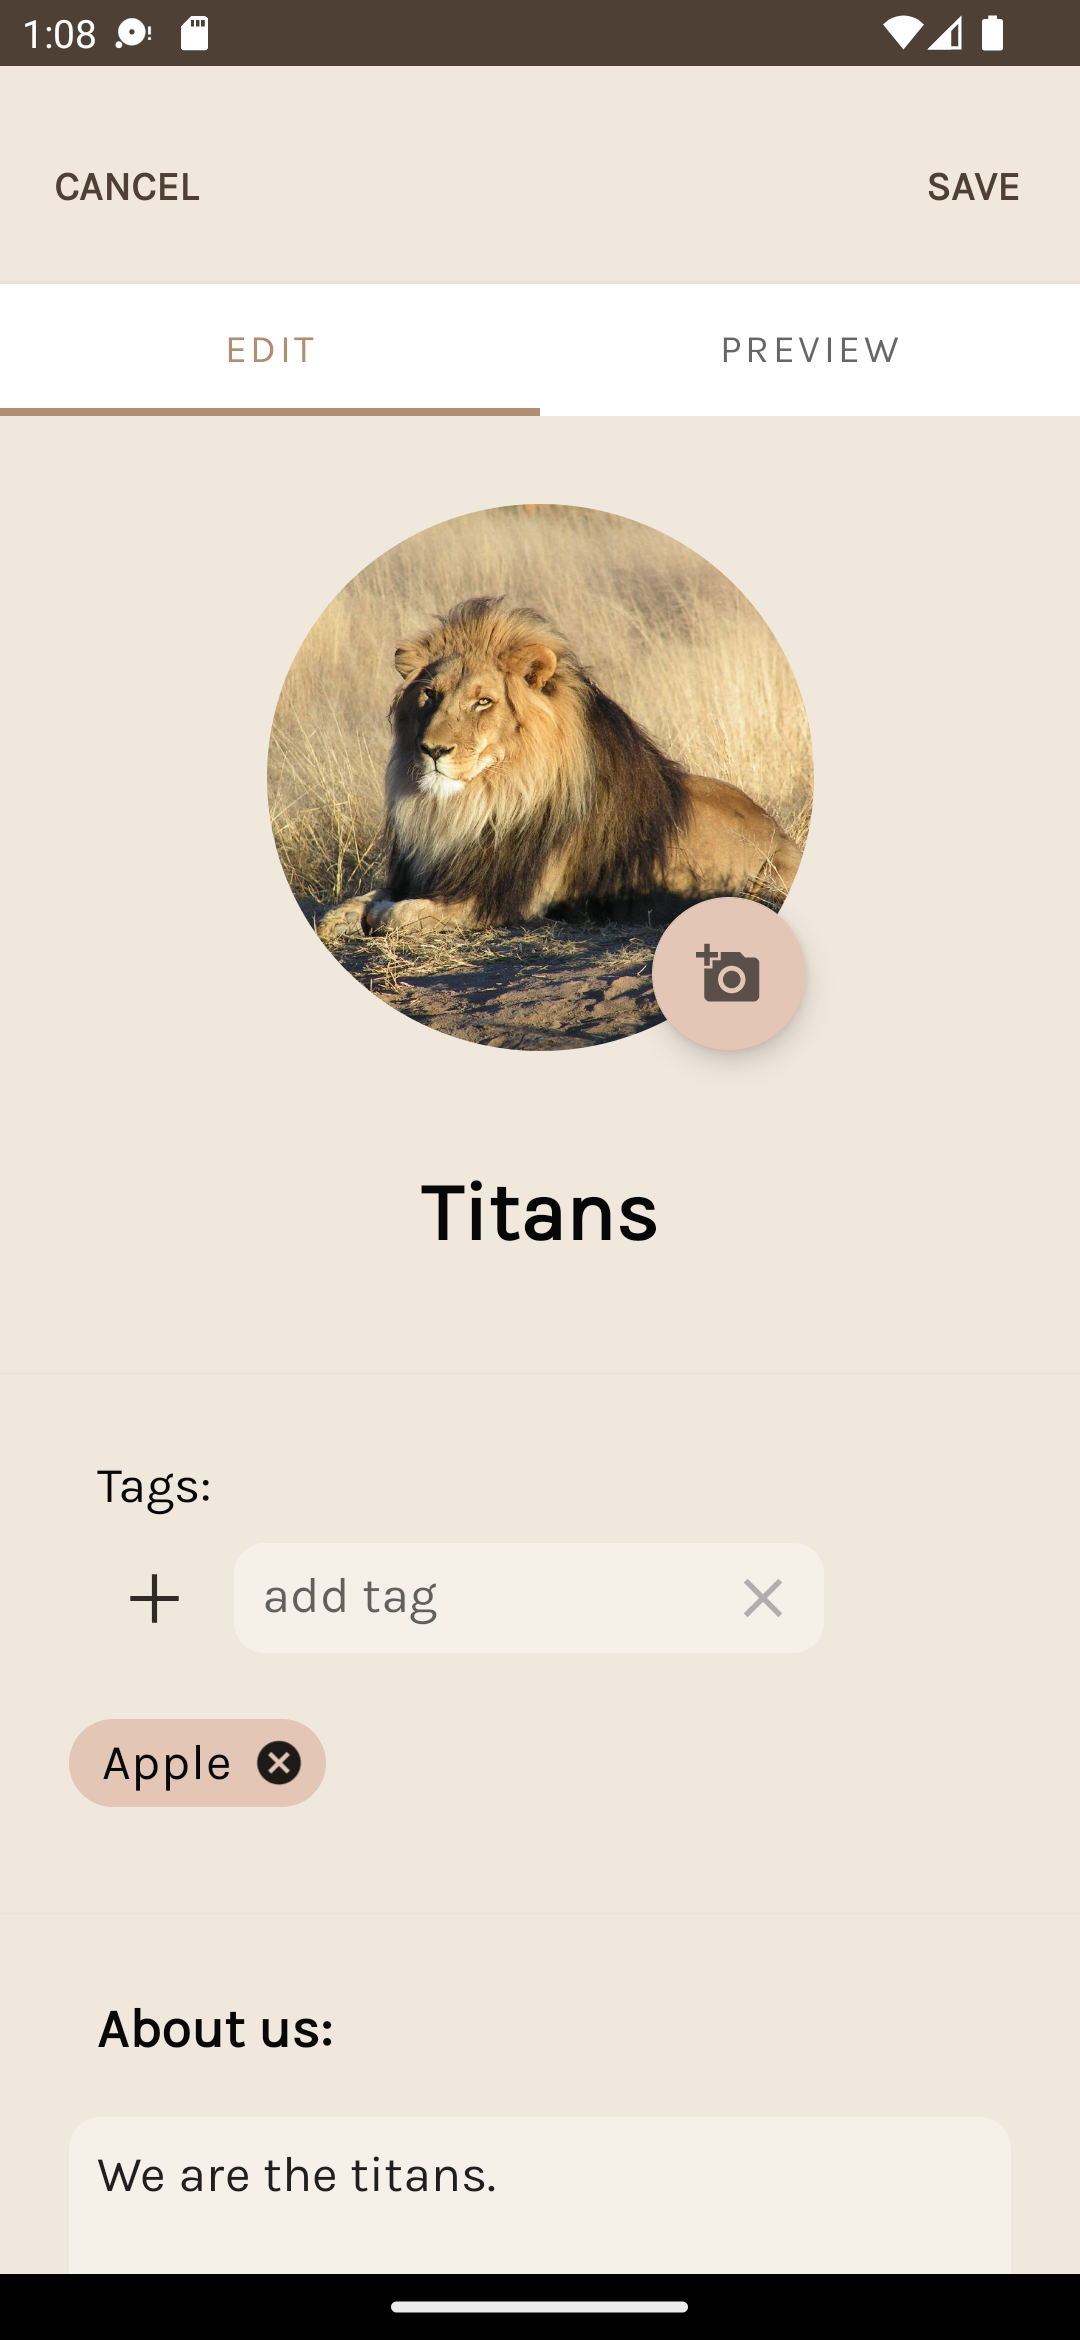 1:08
CANCEL SAVE
EDIT PREVIEW
Titans
Tags:
add tag
Apple
About us:
We are the titans.